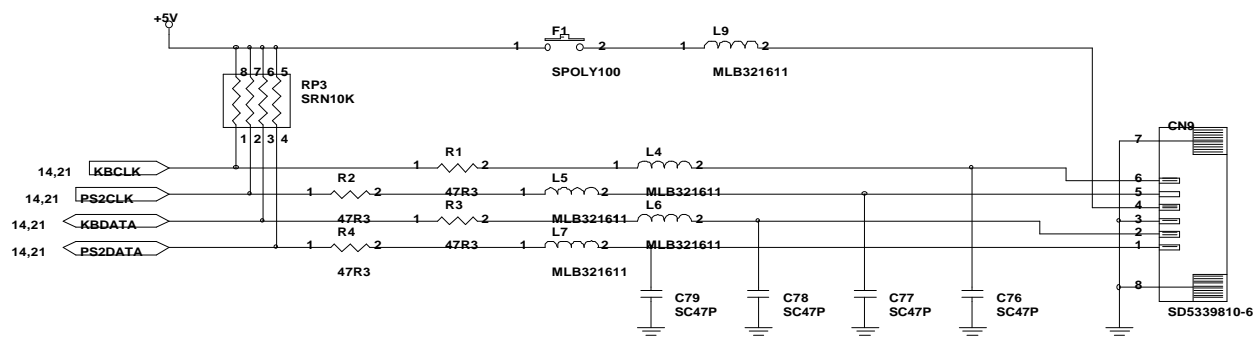 +5V
F1
L9
1 2 1 2
SPOLY100 MLB321611
8 7 6 5
RP3
SRN10K
1 2 3 4
CN9
7
R1 L4
14,21 KBCLK 1 2 1 2
R2 47R3 L5 MLB321611 6
14,21 PS2CLK 1 2 1 2 5
47R3 R3 MLB321611 L6 4
14,21 KBDATA 1 2 1 2 3
R4 47R3 L7 MLB321611 2
14,21 PS2DATA 1 2 1 2 1
47R3 MLB321611
8
C79 C78 C77 C76
SC47P SC47P SC47P SC47P
SD5339810-6